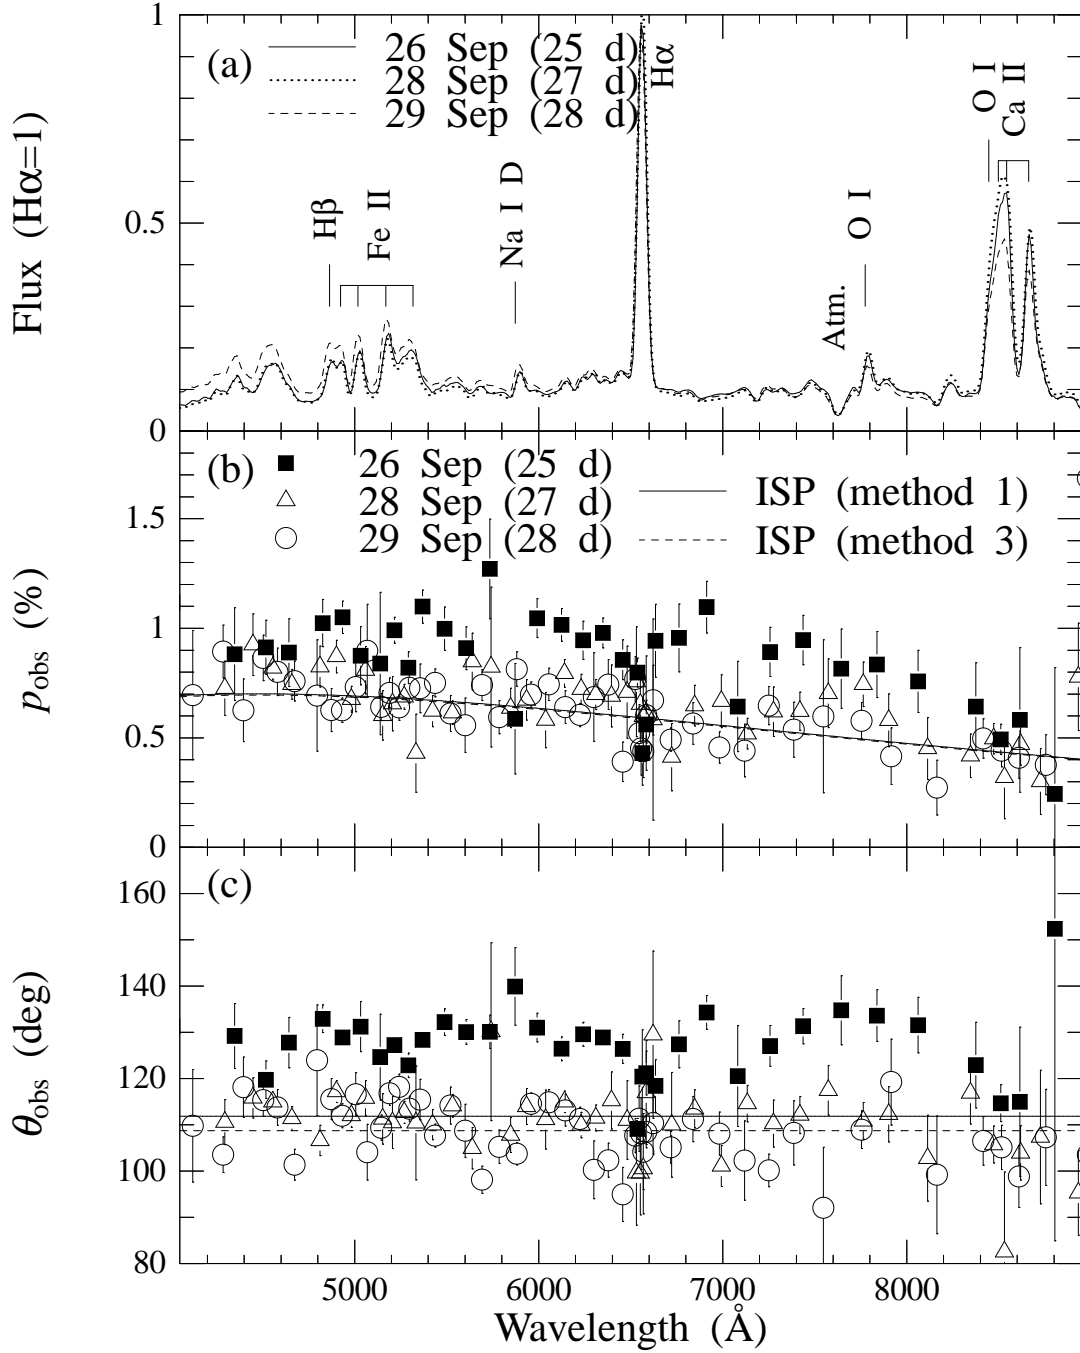 1
(a)
26 Sep (25 d)
28 Sep (27 d)
29 Sep (28 d)
Hα
O I
Ca II
Hβ
Fe II
Na I D
Atm.
O I
0.5
0
Flux (Hα=1)
(b)
26 Sep (25 d)
28 Sep (27 d)
29 Sep (28 d)
ISP (method 1)
ISP (method 3)
1.5
1
0.5
0
pobs (%)
(c)
160
140
120
100
80
θobs (deg)
5000 6000 7000 8000
Wavelength (Å)